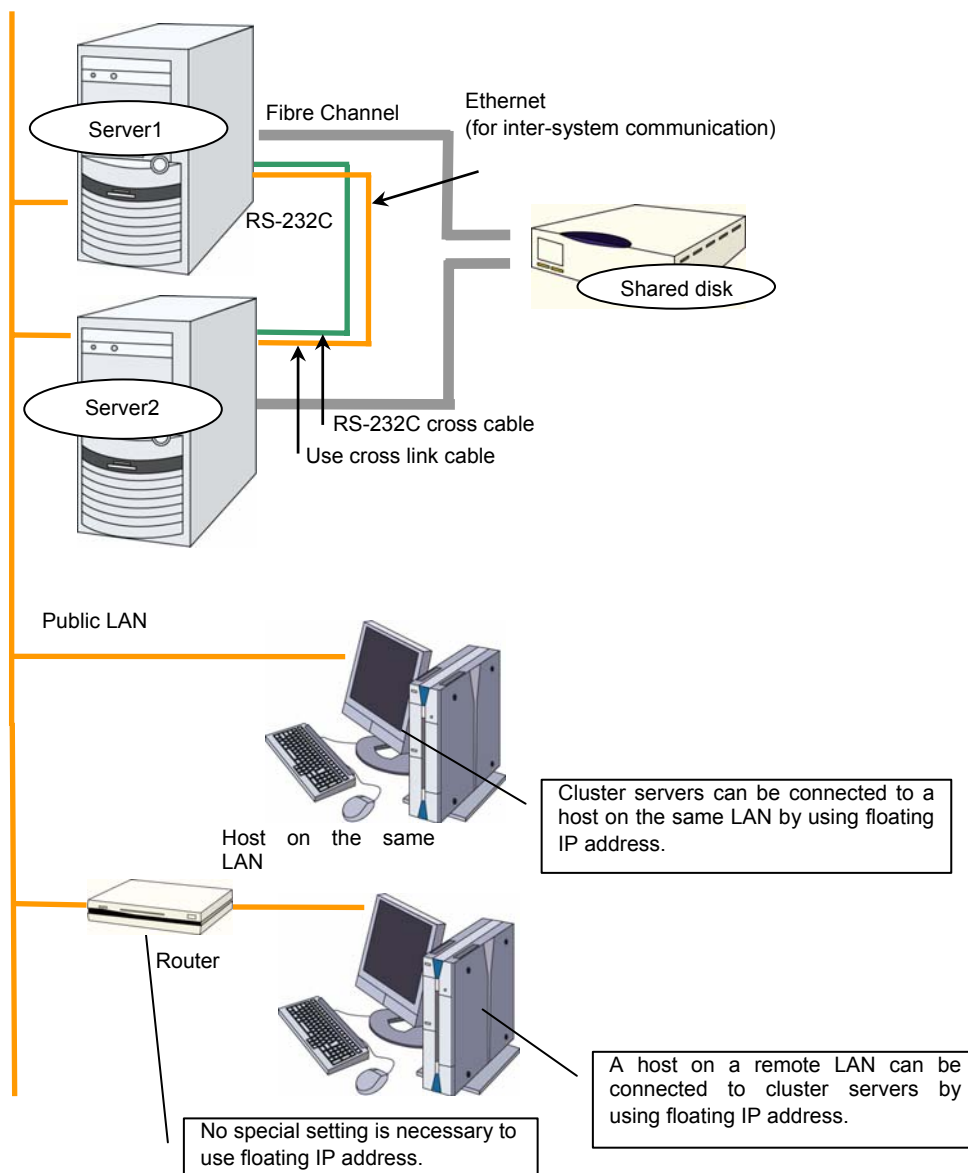 Server1
Fibre Channel
Ethernet
(for inter-system communication)
RS-232C
Shared disk
Server2
RS-232C cross cable
Use cross link cable
Public LAN
Cluster servers can be connected to a
host on the same LAN by using floating
IP address.
Host on the same
LAN
Router
A host on a remote LAN can be
connected to cluster servers by
using floating IP address.
No special setting is necessary to
use floating IP address.